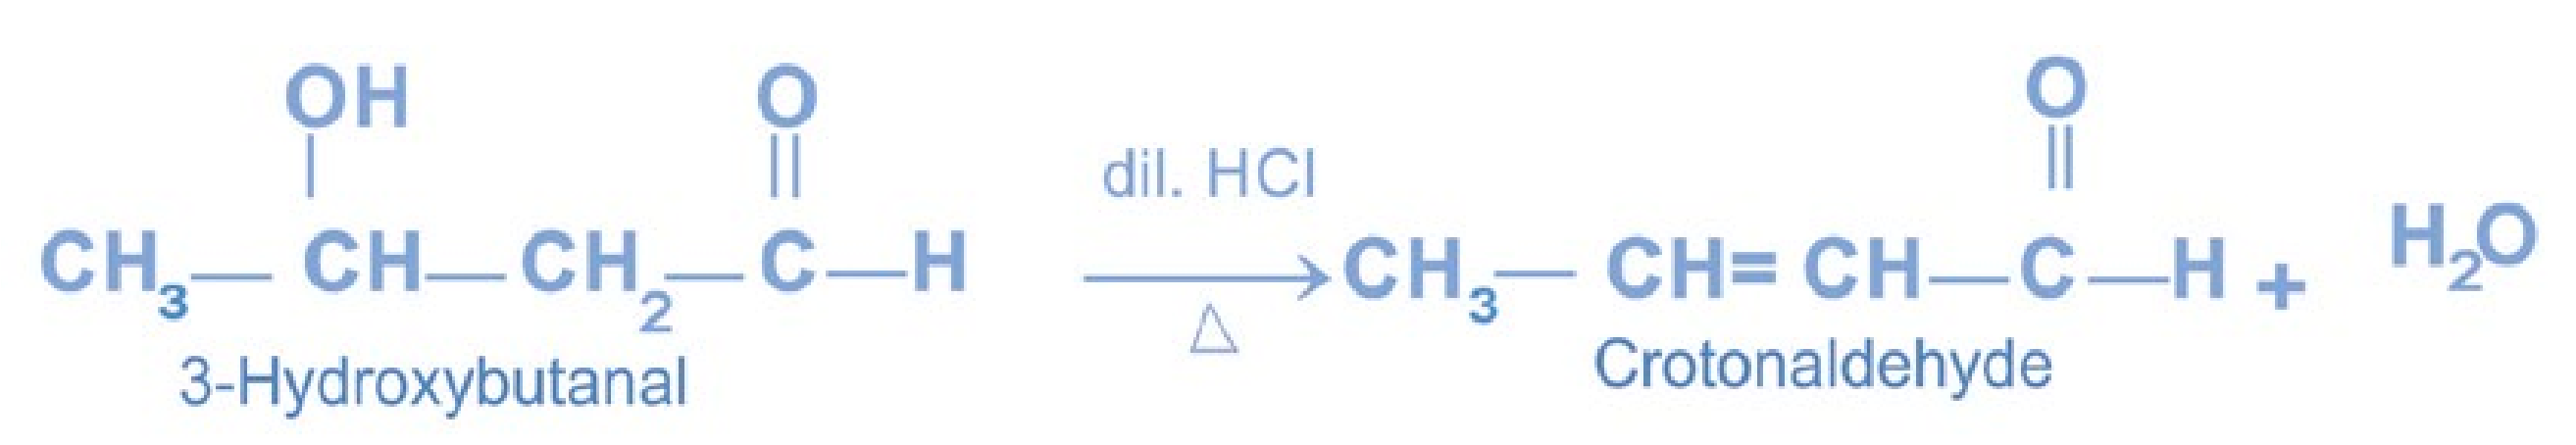 OH O O
dil. HCl
CH3— CH—CH2—C—H → CH3— CH≡CH—C—H + H2O
△
3-Hydroxybutanal Crotonaldehyde